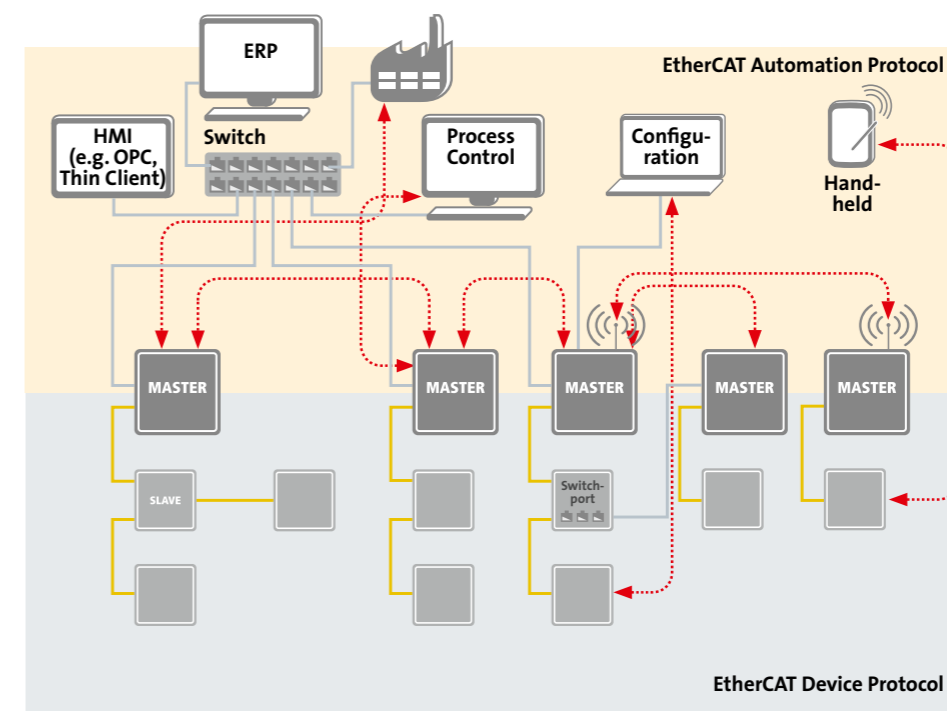 ERP
EtherCAT Automation Protocol
HMI
(e.g. OPC,
Thin Client)
Switch
Process
Control
Configu-
ration
Hand-
held
MASTER
MASTER
MASTER
MASTER
MASTER
SLAVE
Switch-
port
EtherCAT Device Protocol